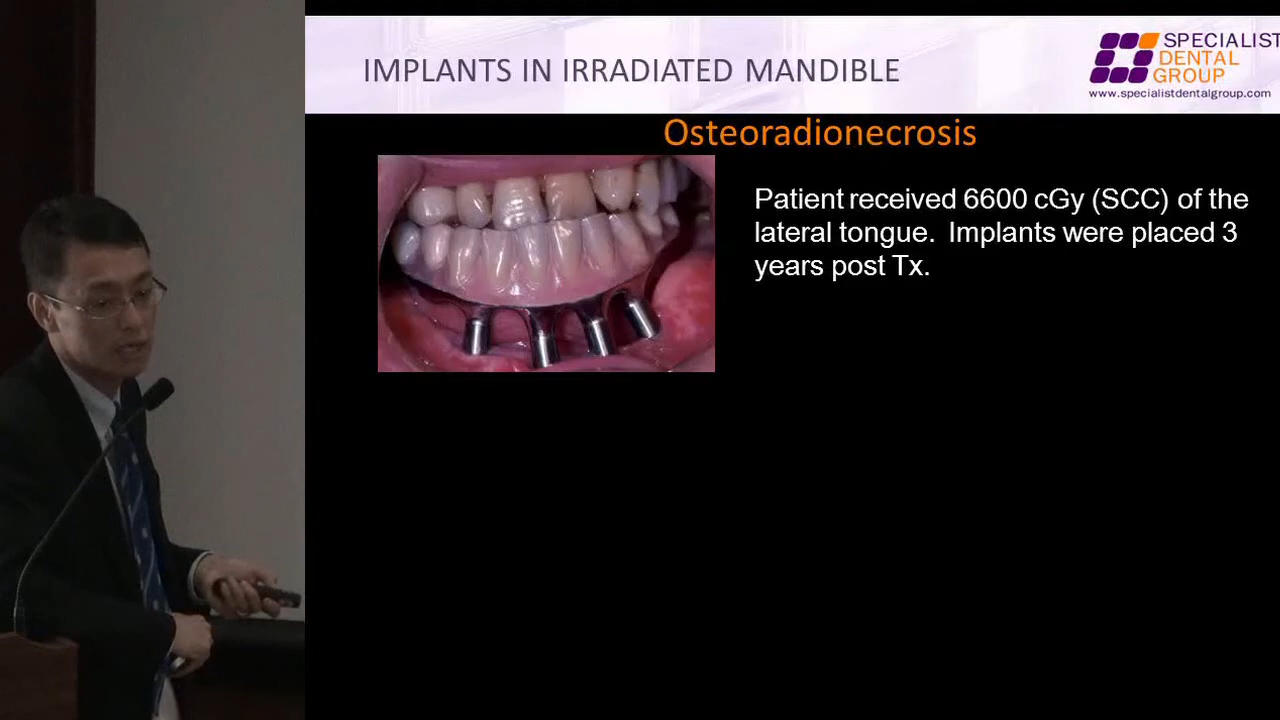 IMPLANTS IN IRRADIATED MANDIBLE
SPECIALIST
DENTAL
GROUP
www.specialistdentalgroup.com
Osteoradionecrosis
Patient received 6600 cGy (SCC) of the
lateral tongue. Implants were placed 3
years post Tx.